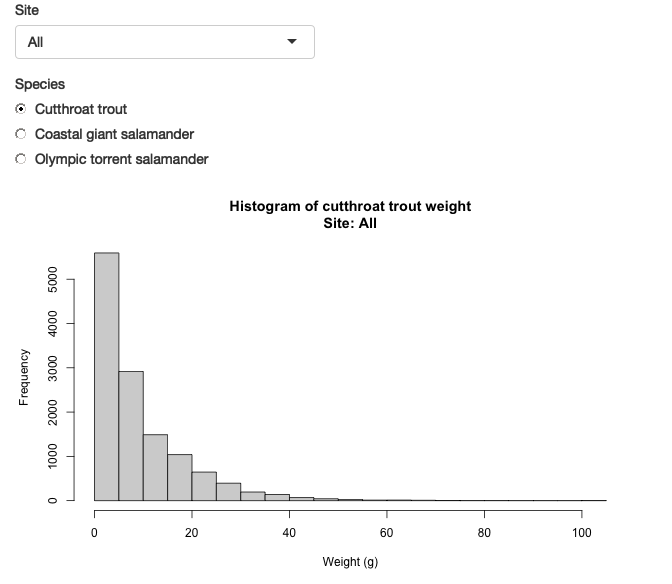 Site
All
Species
Cutthroat trout
Coastal giant salamander
Olympic torrent salamander
Histogram of cutthroat trout weight
Site: All
Frequency
5000
4000
3000
2000
1000
0
0 20 40 60 80 100
Weight (g)